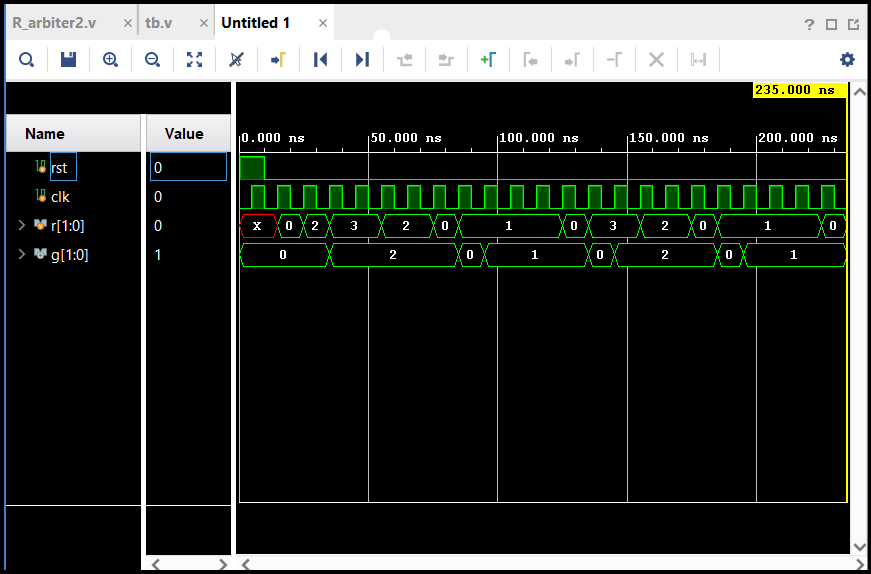 R_arbiter2.v × tb.v × Untitled 1 × ?
235.000 ns
Name Value
0.000 ns 50.000 ns 100.000 ns 150.000 ns 200.000 ns
rst 0
clk 0
r[1:0] 0 X 0 2 3 2 0 1 0 3 2 0 1 0
g[1:0] 1 0 2 0 1 0 2 0 1